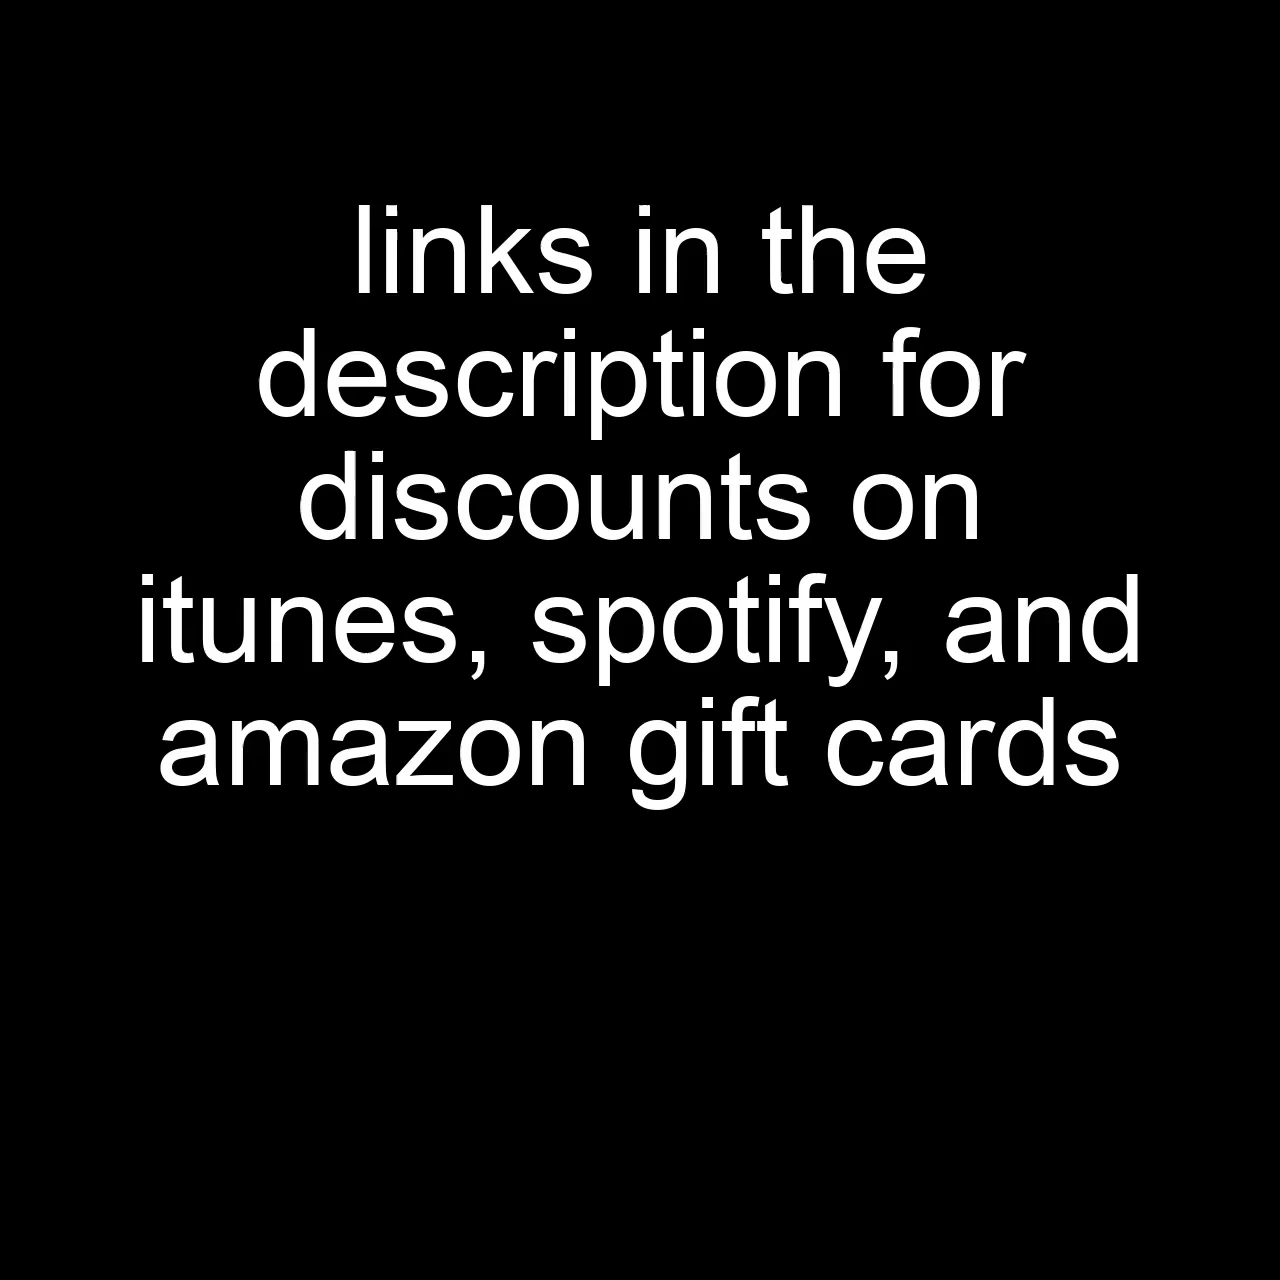 links in the
description for
discounts on
itunes, spotify, and
amazon gift cards